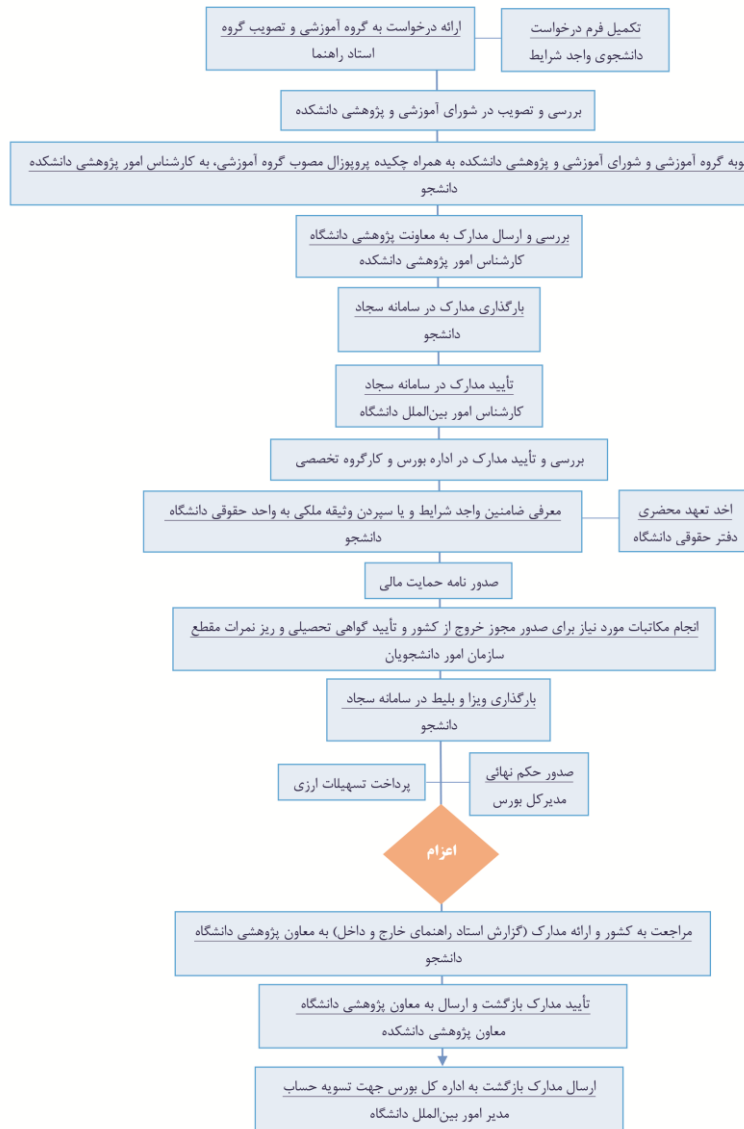 تکمیل فرم درخواست
دانشجوی واجد شرایط
ارائه درخواست به گروه آموزشی و تصویب گروه
استاد راهنما
بررسی و تصویب در شورای آموزشی و پژوهشی دانشکده
وبه گروه آموزشی و شورای آموزشی و پژوهشی دانشکده به همراه چکیده پروپوزال مصوب گروه آموزشی، به کارشناس امور پژوهشی دانشکده
دانشجو
بررسی و ارسال مدارک به معاونت پژوهشی دانشگاه
کارشناس امور پژوهشی دانشکده
بارگذاری مدارک در سامانه سجاد
دانشجو
تأیید مدارک در سامانه سجاد
کارشناس امور بین‌الملل دانشگاه
بررسی و تأیید مدارک در اداره بورس و کارگروه تخصصی
معرفی ضامنین واجد شرایط و یا سپردن وثیقه ملکی به واحد حقوقی دانشگاه
دانشجو
اخد تعهد محضری
دفتر حقوقی دانشگاه
صدور نامه حمایت مالی
انجام مکاتبات مورد نیاز برای صدور مجوز خروج از کشور و تأیید گواهی تحصیلی و ریز نمرات مقطع
سازمان امور دانشجویان
بارگذاری ویزا و بلیط در سامانه سجاد
دانشجو
صدور حکم نهائی
مدیرکل بورس
پرداخت تسهیلات ارزی
اعزام
مراجعت به کشور و ارائه مدارک (گزارش استاد راهنمای خارج و داخل) به معاون پژوهشی دانشگاه
دانشجو
تأیید مدارک بازگشت و ارسال به معاون پژوهشی دانشگاه
معاون پژوهشی دانشکده
ارسال مدارک بازگشت به اداره کل بورس جهت تسویه حساب
مدیر امور بین‌الملل دانشگاه